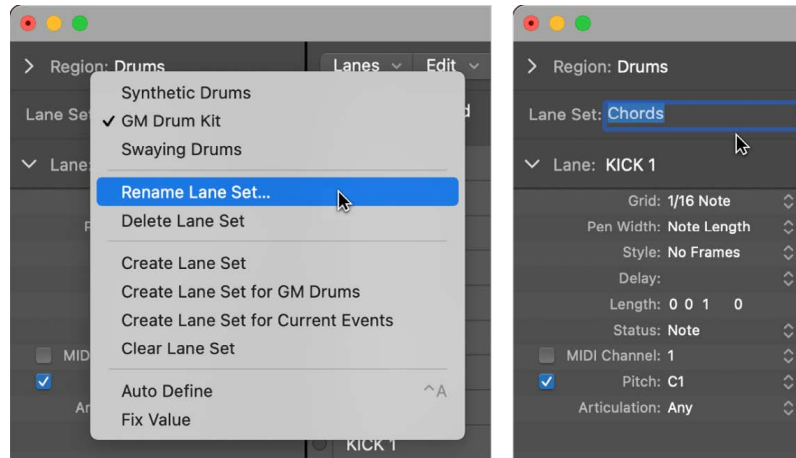 Region: Drums
Lanes Edit
Lane Set
Lane:
Synthetic Drums
✓ GM Drum Kit
Swaying Drums
Rename Lane Set...
Delete Lane Set
Create Lane Set
Create Lane Set for GM Drums
Create Lane Set for Current Events
Clear Lane Set
Auto Define ^A
Fix Value
MID
KICK 1
Region: Drums
Lane Set: Chords
Lane: KICK 1
Grid: 1/16 Note
Pen Width: Note Length
Style: No Frames
Delay:
Length: 0 0 1 0
Status: Note
MIDI Channel: 1
Pitch: C1
Articulation: Any